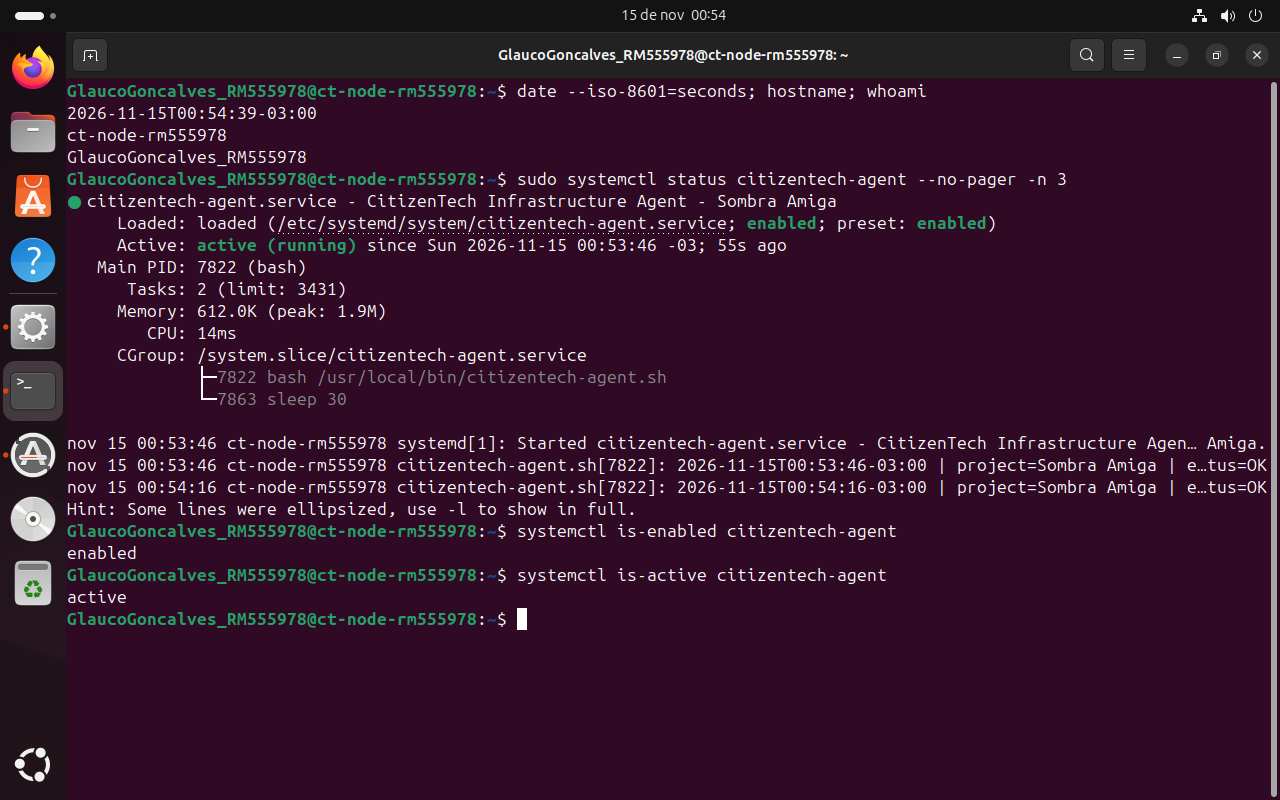 15 de nov 00:54
GlaucoGoncalves_RM555978@ct-node-rm555978: ~
GlaucoGoncalves_RM555978@ct-node-rm555978:~$ date --iso-8601=seconds; hostname; whoami
2026-11-15T00:54:39-03:00
ct-node-rm555978
GlaucoGoncalves_RM555978
GlaucoGoncalves_RM555978@ct-node-rm555978:~$ sudo systemctl status citizentech-agent --no-pager -n 3
● citizentech-agent.service - CitizenTech Infrastructure Agent - Sombra Amiga
Loaded: loaded (/etc/systemd/system/citizentech-agent.service; enabled; preset: enabled)
Active: active (running) since Sun 2026-11-15 00:53:46 -03; 55s ago
Main PID: 7822 (bash)
Tasks: 2 (limit: 3431)
Memory: 612.0K (peak: 1.9M)
CPU: 14ms
CGroup: /system.slice/citizentech-agent.service
├─7822 bash /usr/local/bin/citizentech-agent.sh
└─7863 sleep 30
nov 15 00:53:46 ct-node-rm555978 systemd[1]: Started citizentech-agent.service - CitizenTech Infrastructure Agen… Amiga.
nov 15 00:53:46 ct-node-rm555978 citizentech-agent.sh[7822]: 2026-11-15T00:53:46-03:00 | project=Sombra Amiga | e…tus=OK
nov 15 00:54:16 ct-node-rm555978 citizentech-agent.sh[7822]: 2026-11-15T00:54:16-03:00 | project=Sombra Amiga | e…tus=OK
Hint: Some lines were ellipsized, use -l to show in full.
GlaucoGoncalves_RM555978@ct-node-rm555978:~$ systemctl is-enabled citizentech-agent
enabled
GlaucoGoncalves_RM555978@ct-node-rm555978:~$ systemctl is-active citizentech-agent
active
GlaucoGoncalves_RM555978@ct-node-rm555978:~$